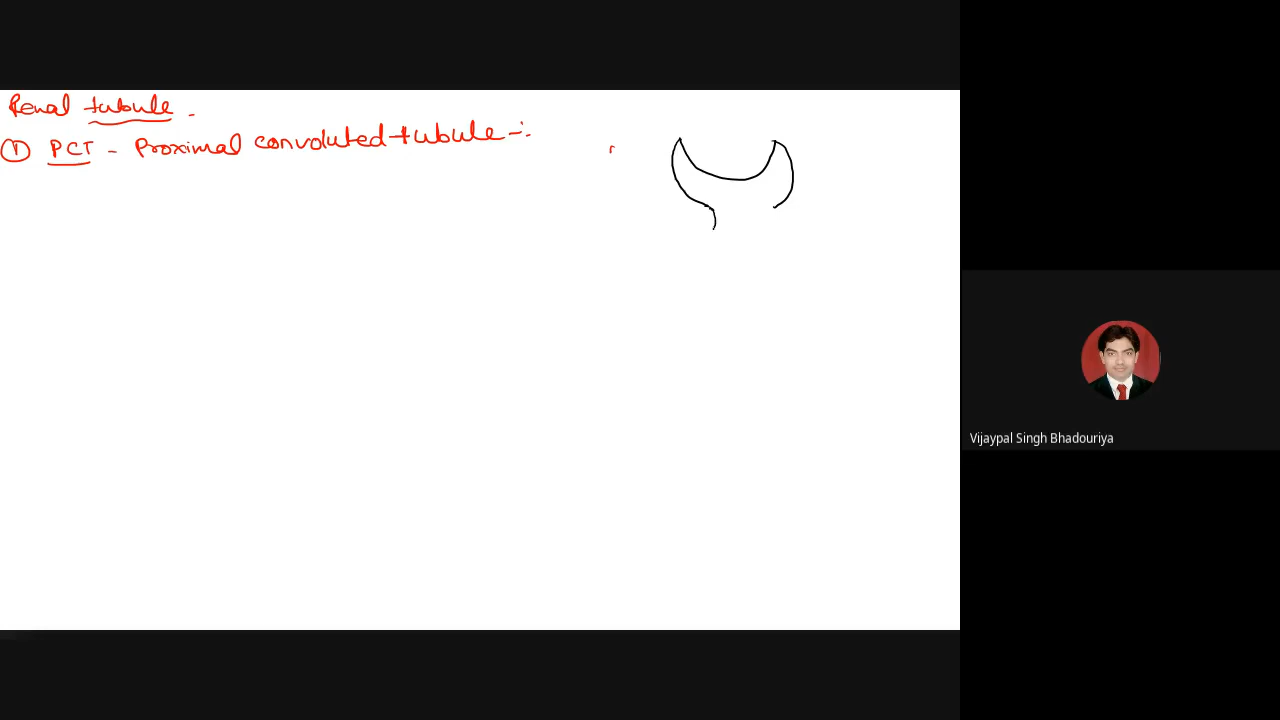 Renal tubule -
① PCT - Proximal convoluted tubule :-
Vijaypal Singh Bhadouriya